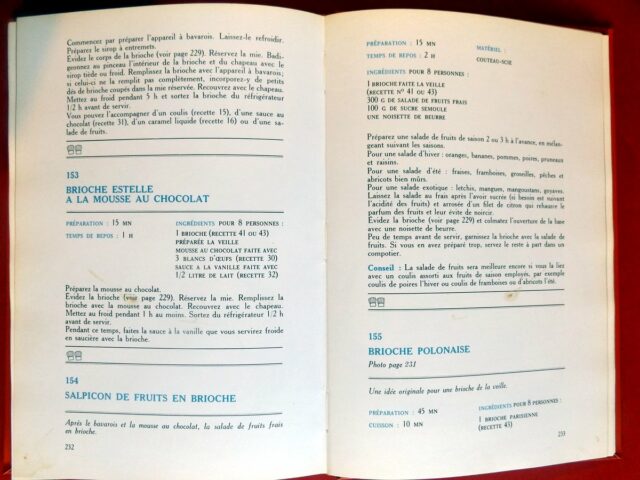 Commencez par préparer l'appareil à bavarois. Laissez-le refroidir.
Préparez le sirop à entremets.
Evidez le corps de la brioche (voir page 229). Réservez la mie. Badi-
geonnez au pinceau l'intérieur de la brioche et du chapeau avec le
sirop tiède ou froid. Remplissez la brioche avec l'appareil à bavarois;
si celui-ci ne la remplit pas complètement, incorporez-y de petits
dés de brioche coupés dans la mie réservée. Recouvrez avec le chapeau.
Mettez au froid pendant 5 h et sortez la brioche du réfrigérateur
1/2 h avant de servir.
Vous pouvez l'accompagner d'un coulis (recette 15), d'une sauce au
chocolat (recette 31), d'un caramel liquide (recette 16) ou d'une sa-
lade de fruits.
153
BRIOCHE ESTELLE
A LA MOUSSE AU CHOCOLAT
PRÉPARATION : 15 MN
TEMPS DE REPOS : 1 H
INGRÉDIENTS POUR 8 PERSONNES :
1 BRIOCHE (RECETTE 41 OU 43)
PRÉPARÉE LA VEILLE
MOUSSE AU CHOCOLAT FAITE AVEC
3 BLANCS D'ŒUFS (RECETTE 30)
SAUCE A LA VANILLE FAITE AVEC
1/2 LITRE DE LAIT (RECETTE 32)
Préparez la mousse au chocolat.
Evidez la brioche (voir page 229). Réservez la mie. Remplissez la
brioche avec la mousse au chocolat. Recouvrez avec le chapeau.
Mettez au froid pendant 1 h au moins. Sortez du réfrigérateur 1/2 h
avant de servir.
Pendant ce temps, faites la sauce à la vanille que vous servirez froide
en saucière avec la brioche.
154
SALPICON DE FRUITS EN BRIOCHE
Après le bavarois et la mousse au chocolat, la salade de fruits frais
en brioche.
232
PRÉPARATION : 15 MN
TEMPS DE REPOS : 2 H
MATÉRIEL :
COUTEAU-SCIE
INGRÉDIENTS POUR 8 PERSONNES :
1 BRIOCHE FAITE LA VEILLE
(RECETTE Nº 41 OU 43)
300 G DE SALADE DE FRUITS FRAIS
100 G DE SUCRE SEMOULE
UNE NOISETTE DE BEURRE
Préparez une salade de fruits de saison 2 ou 3 h à l'avance, en mélan-
geant suivant les saisons.
Pour une salade d'hiver : oranges, bananes, pommes, poires, pruneaux
et raisins.
Pour une salade d'été : fraises, framboises, groseilles, pêches et
abricots bien mûrs.
Pour une salade exotique : letchis, mangues, mangoustans, goyaves.
Laissez la salade au frais après l'avoir sucrée (si besoin est suivant
l'acidité des fruits) et arrosée d'un filet de citron qui rehausse le
parfum des fruits et leur évite de noircir.
Evidez la brioche (voir page 229) et colmatez l'ouverture de la base
avec une noisette de beurre.
Peu de temps avant de servir, garnissez la brioche avec la salade de
fruits. Si vous en avez préparé trop, servez le reste à part dans un
compotier.
Conseil : La salade de fruits sera meilleure encore si vous la liez
avec un coulis assorti aux fruits de saison employés, par exemple
coulis de poires l'hiver ou coulis de framboises ou d'abricots l'été.
155
BRIOCHE POLONAISE
Photo page 231
Une idée originale pour une brioche de la veille.
PRÉPARATION : 45 MN
CUISSON : 10 MN
INGRÉDIENTS POUR 8 PERSONNES :
1 BRIOCHE PARISIENNE
(RECETTE 43)
233